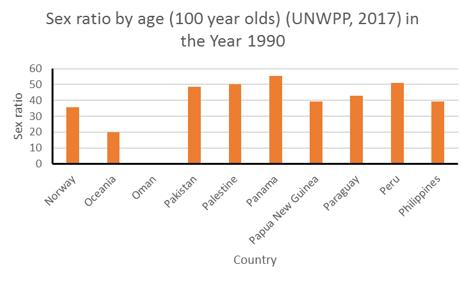 Sex ratio by age (100 year olds) (UNWPP, 2017) in
the Year 1990
60
50
40
30
20
10
0
Sex ratio
Norway
Oceania
Oman
Pakistan
Palestine
Panama
Papua New Guinea
Paraguay
Peru
Philippines
Country